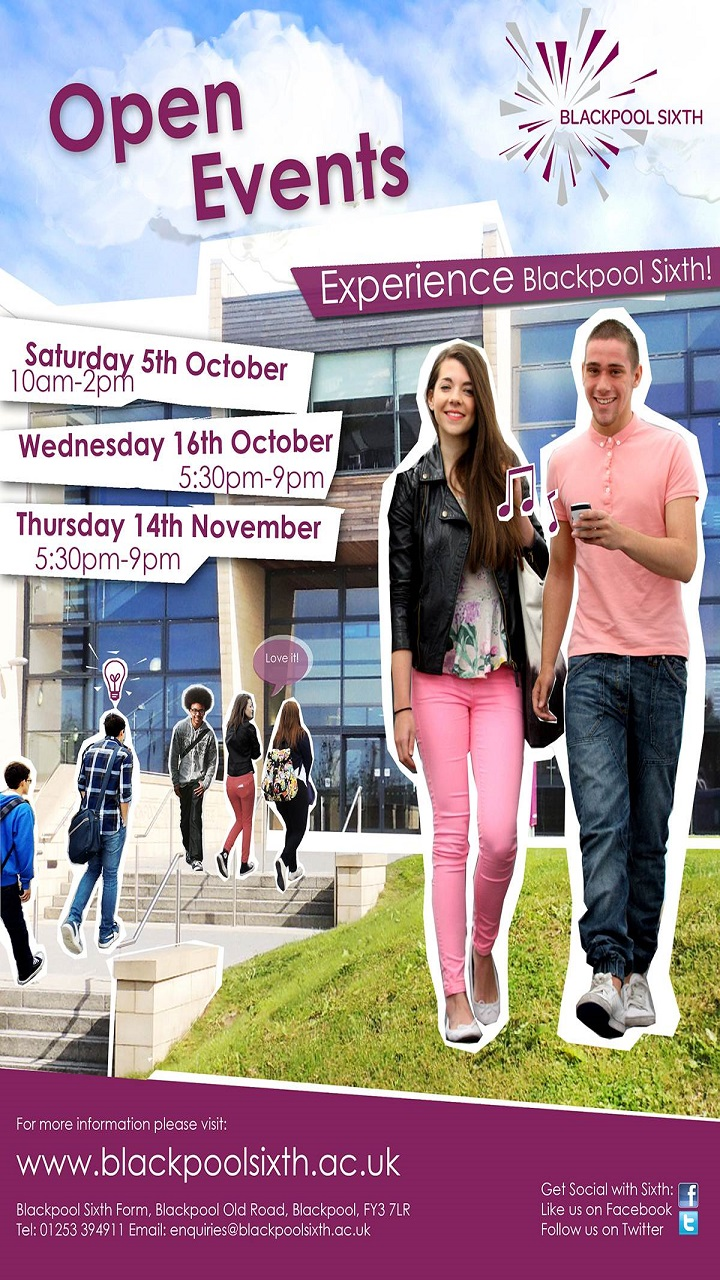 Open
Events
BLACKPOOL SIXTH
Experience Blackpool Sixth!
Saturday 5th October
10am-2pm
Wednesday 16th October
5:30pm-9pm
Thursday 14th November
5:30pm-9pm
Love it!
For more information please visit:
www.blackpoolsixth.ac.uk
Blackpool Sixth Form, Blackpool Old Road, Blackpool, FY3 7LR
Tel: 01253 394911 Email: enquiries@blackpoolsixth.ac.uk
Get Social with Sixth:
Like us on Facebook
Follow us on Twitter